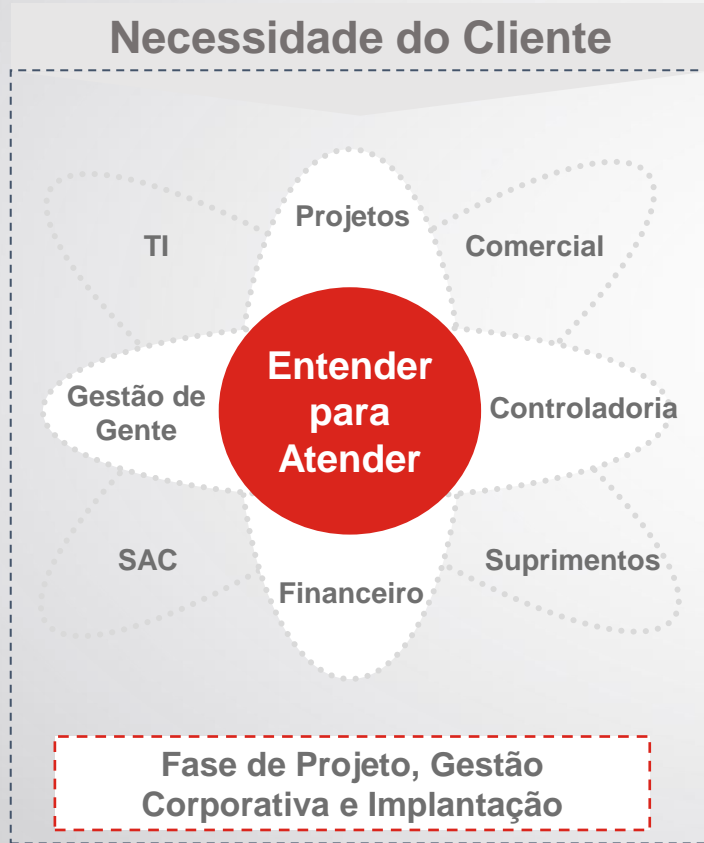 Necessidade do Cliente
Projetos
TI
Comercial
Entender
para
Atender
Gestão de
Gente
Controladoria
SAC
Suprimentos
Financeiro
Fase de Projeto, Gestão
Corporativa e Implantação